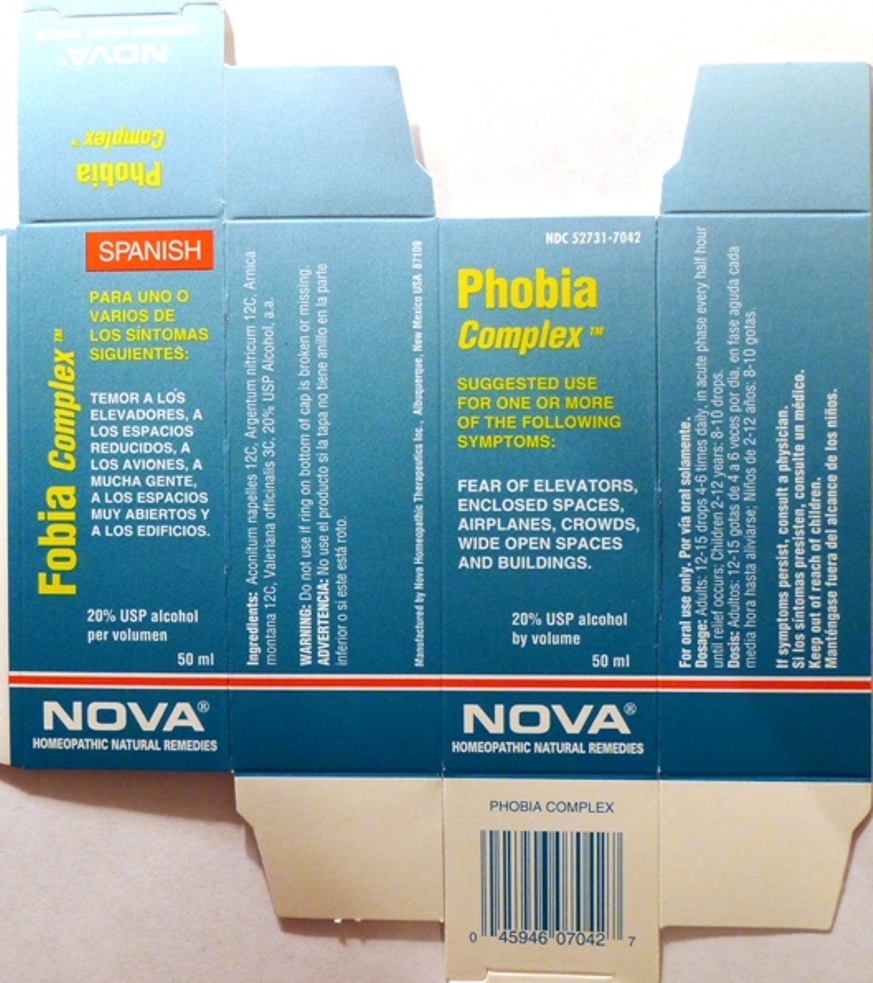 NOVA®
HOMEOPATHIC NATURAL REMEDIES
Phobia
Complex™
SPANISH
Fobia Complex™
PARA UNO O
VARIOS DE
LOS SÍNTOMAS
SIGUIENTES:
TEMOR A LOS
ELEVADORES, A
LOS ESPACIOS
REDUCIDOS, A
LOS AVIONES, A
MUCHA GENTE,
A LOS ESPACIOS
MUY ABIERTOS Y
A LOS EDIFICIOS.
20% USP alcohol
per volumen
50 ml
NOVA®
HOMEOPATHIC NATURAL REMEDIES
Ingredients: Aconitum napelles 12C, Argentum nitricum 12C, Arnica
montana 12C, Valeriana officinalis 3C, 20% USP Alcohol, a.a.
WARNING: Do not use if ring on bottom of cap is broken or missing.
ADVERTENCIA: No use el producto si la tapa no tiene anillo en la parte
inferior o si este está roto.
Manufactured by Nova Homeopathic Therapeutics Inc., Albuquerque, New Mexico USA 87109
NDC 52731-7042
Phobia
Complex™
SUGGESTED USE
FOR ONE OR MORE
OF THE FOLLOWING
SYMPTOMS:
FEAR OF ELEVATORS,
ENCLOSED SPACES,
AIRPLANES, CROWDS,
WIDE OPEN SPACES
AND BUILDINGS.
20% USP alcohol
by volume
50 ml
NOVA®
HOMEOPATHIC NATURAL REMEDIES
For oral use only. Por vía oral solamente.
Dosage: Adults: 12-15 drops 4-6 times daily, in acute phase every half hour
until relief occurs; Children 2-12 years: 8-10 drops.
Dosis: Adultos: 12-15 gotas de 4 a 6 veces por día, en fase aguda cada
media hora hasta aliviarse; Niños de 2-12 años: 8-10 gotas.
If symptoms persist, consult a physician.
Si los síntomas presisten, consulte un médico.
Keep out of reach of children.
Manténgase fuera del alcance de los niños.
PHOBIA COMPLEX
0 45946 07042 7